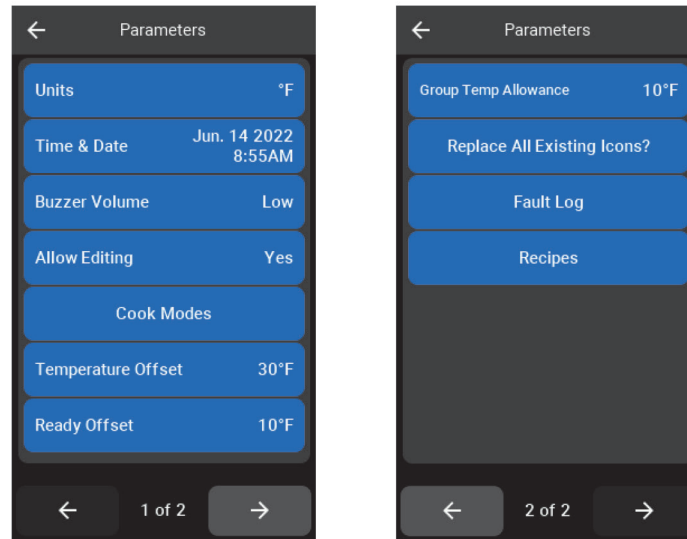 Parameters
Units °F
Time & Date Jun. 14 2022
8:55AM
Buzzer Volume Low
Allow Editing Yes
Cook Modes
Temperature Offset 30°F
Ready Offset 10°F
1 of 2
Parameters
Group Temp Allowance 10°F
Replace All Existing Icons?
Fault Log
Recipes
2 of 2